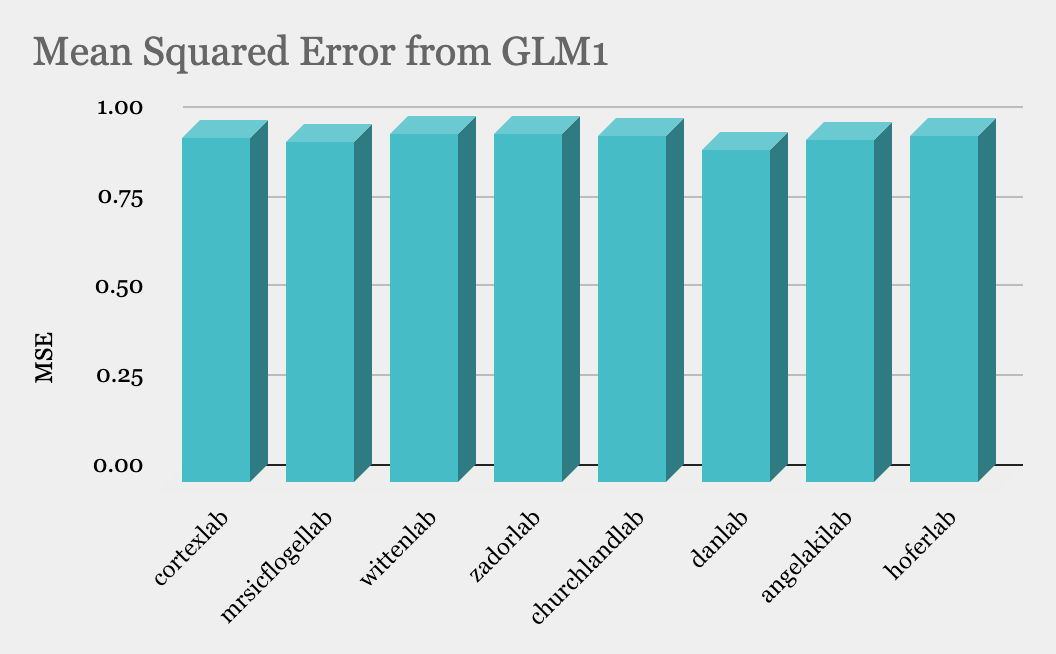 Mean Squared Error from GLM1
1.00
0.75
0.50
0.25
0.00
MSE
cortexlab
mrsicflogellab
wittenlab
zadorlab
churchlandlab
danlab
angelakilab
hoferlab